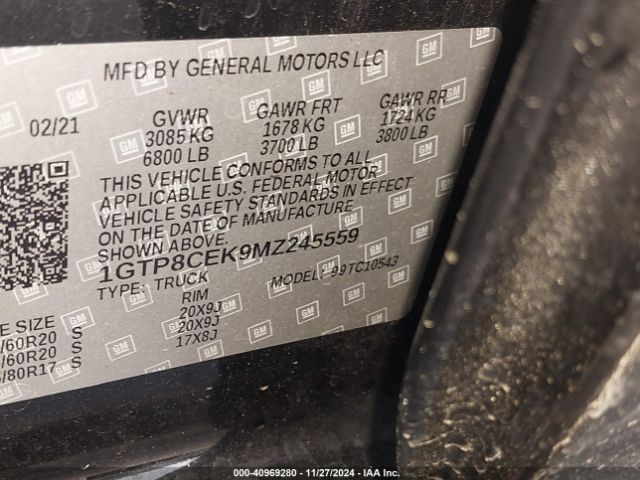 MFD BY GENERAL MOTORS LLC
02/21 GVWR GAWR FRT GAWR RR
3085 KG 1678 KG 1724 KG
6800 LB 3700 LB 3800 LB
THIS VEHICLE CONFORMS TO ALL
APPLICABLE U.S. FEDERAL MOTOR
VEHICLE SAFETY STANDARDS IN EFFECT
ON THE DATE OF MANUFACTURE
SHOWN ABOVE.
1GTP8CEK9MZ245559
TYPE: TRUCK MODEL: 99TC10543
E SIZE RIM
/60R20 S 20X9J
/60R20 S 20X9J
/80R17 S 17X8J
000-40969280 - 11/27/2024 - IAA Inc.